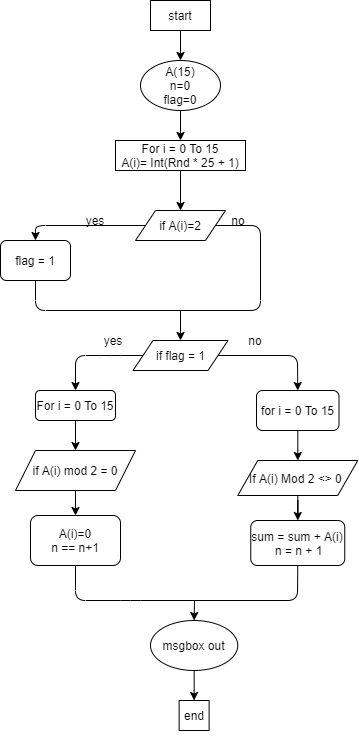 start
A(15)
n=0
flag=0
For i = 0 To 15
A(i)= Int(Rnd * 25 + 1)
if A(i)=2
yes
no
flag = 1
if flag = 1
yes
no
For i = 0 To 15
for i = 0 To 15
if A(i) mod 2 = 0
If A(i) Mod 2 <> 0
A(i)=0
n == n+1
sum = sum + A(i)
n = n + 1
msgbox out
end